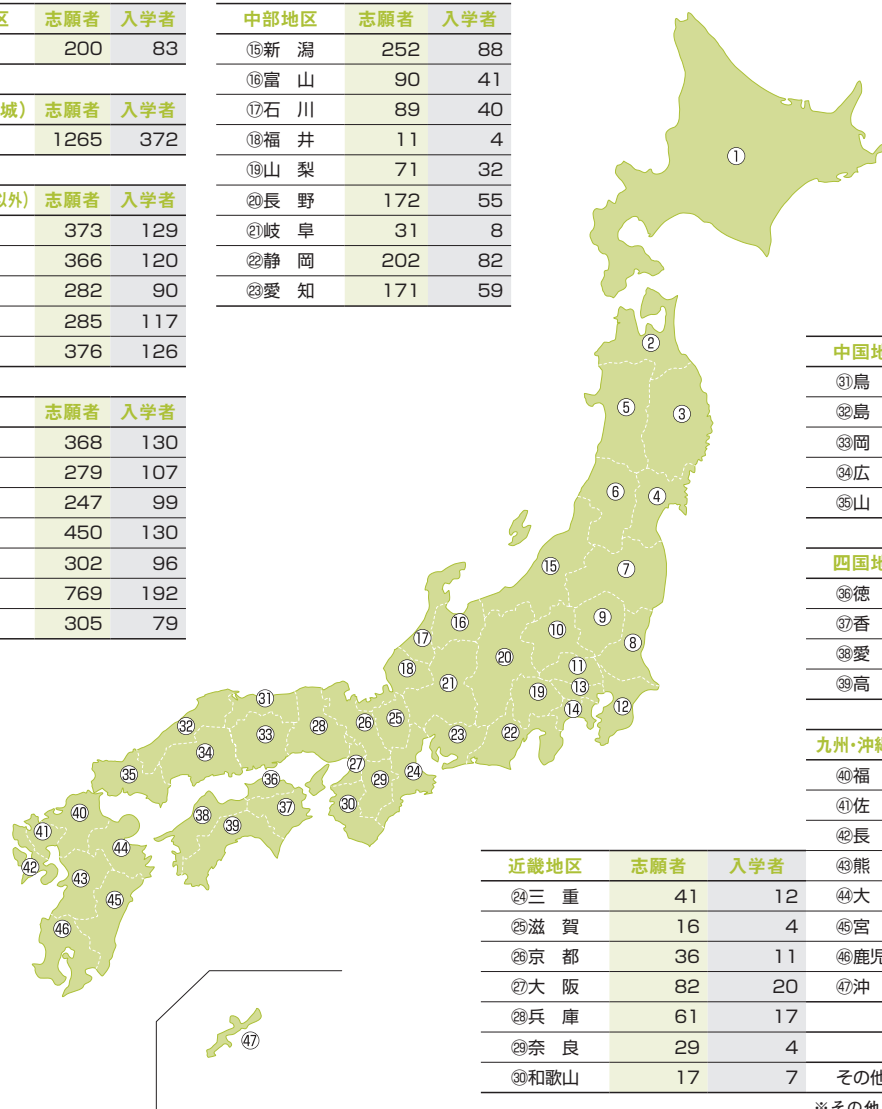 区 志願者 入学者
200 83
城) 志願者 入学者
1265 372
以外) 志願者 入学者
373 129
366 120
282 90
285 117
376 126
志願者 入学者
368 130
279 107
247 99
450 130
302 96
769 192
305 79
中部地区 志願者 入学者
⑮新 潟 252 88
⑯富 山 90 41
⑰石 川 89 40
⑱福 井 11 4
⑲山 梨 71 32
⑳長 野 172 55
㉑岐 阜 31 8
㉒静 岡 202 82
㉓愛 知 171 59
①
②
⑤
③
⑥
④
⑮
⑦
⑨
⑩
⑧
⑯
⑰
⑱
⑳
⑪
㉑
⑲
⑬
⑭
⑫
㉛
㉜
㉝
㉘
㉖
㉕
㉓
㉒
㉞
㉟
㉗
㉔
㊱
㉙
㊲
㉚
㊳
㊴
㊵
㊶
㊹
㊷
㊸
㊺
㊻
㊼
中国地
㉛鳥
㉜島
㉝岡
㉞広
㉟山
四国地
㊱徳
㊲香
㊳愛
㊴高
九州・沖縄
㊵福
㊶佐
㊷長
㊸熊
㊹大
㊺宮
㊻鹿児
㊼沖
その他
※その他
近畿地区 志願者 入学者
㉔三 重 41 12
㉕滋 賀 16 4
㉖京 都 36 11
㉗大 阪 82 20
㉘兵 庫 61 17
㉙奈 良 29 4
㉚和歌山 17 7